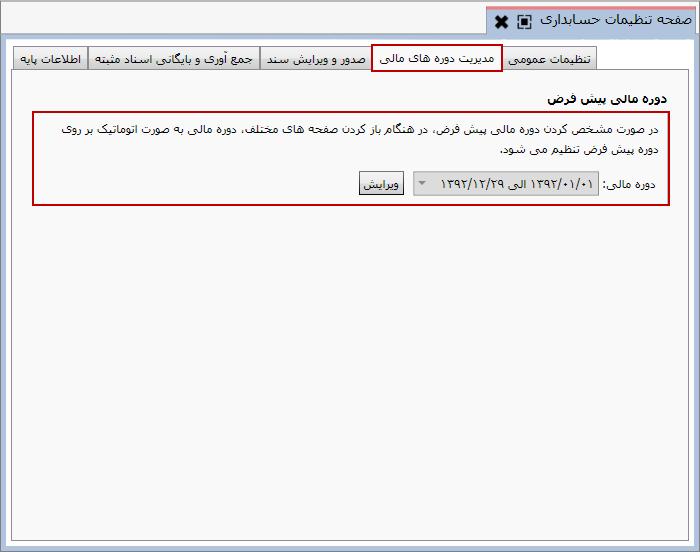 صفحه تنظیمات حسابداری
تنظیمات عمومی
مدیریت دوره های مالی
صدور و ویرایش سند
جمع آوری و بایگانی اسناد مثبته
اطلاعات پایه
دوره مالی پیش فرض
در صورت مشخص کردن دوره مالی پیش فرض، در هنگام باز کردن صفحه های مختلف، دوره مالی به صورت اتوماتیک بر روی
دوره پیش فرض تنظیم می شود.
دوره مالی: ۱۳۹۲/۰۱/۰۱ الی ۱۳۹۲/۱۲/۲۹ ویرایش